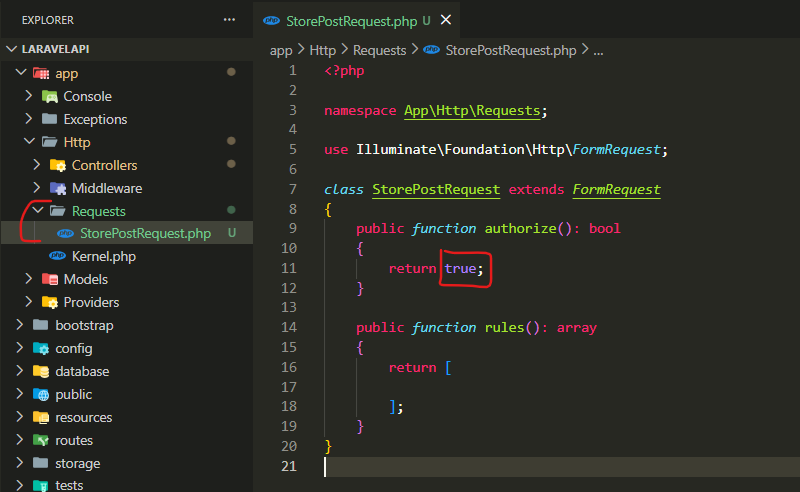 EXPLORER ...
LARAVELAPI
app
Console
Exceptions
Http
Controllers
Middleware
Requests
StorePostRequest.php U
Kernel.php
Models
Providers
bootstrap
config
database
public
resources
routes
storage
tests
php StorePostRequest.php U
app > Http > Requests > php StorePostRequest.php > ...
1 <?php
2
3 namespace App\Http\Requests;
4
5 use Illuminate\Foundation\Http\FormRequest;
6
7 class StorePostRequest extends FormRequest
8 {
9 public function authorize(): bool
10 {
11 return true;
12 }
13
14 public function rules(): array
15 {
16 return [
17
18 ];
19 }
20 }
21